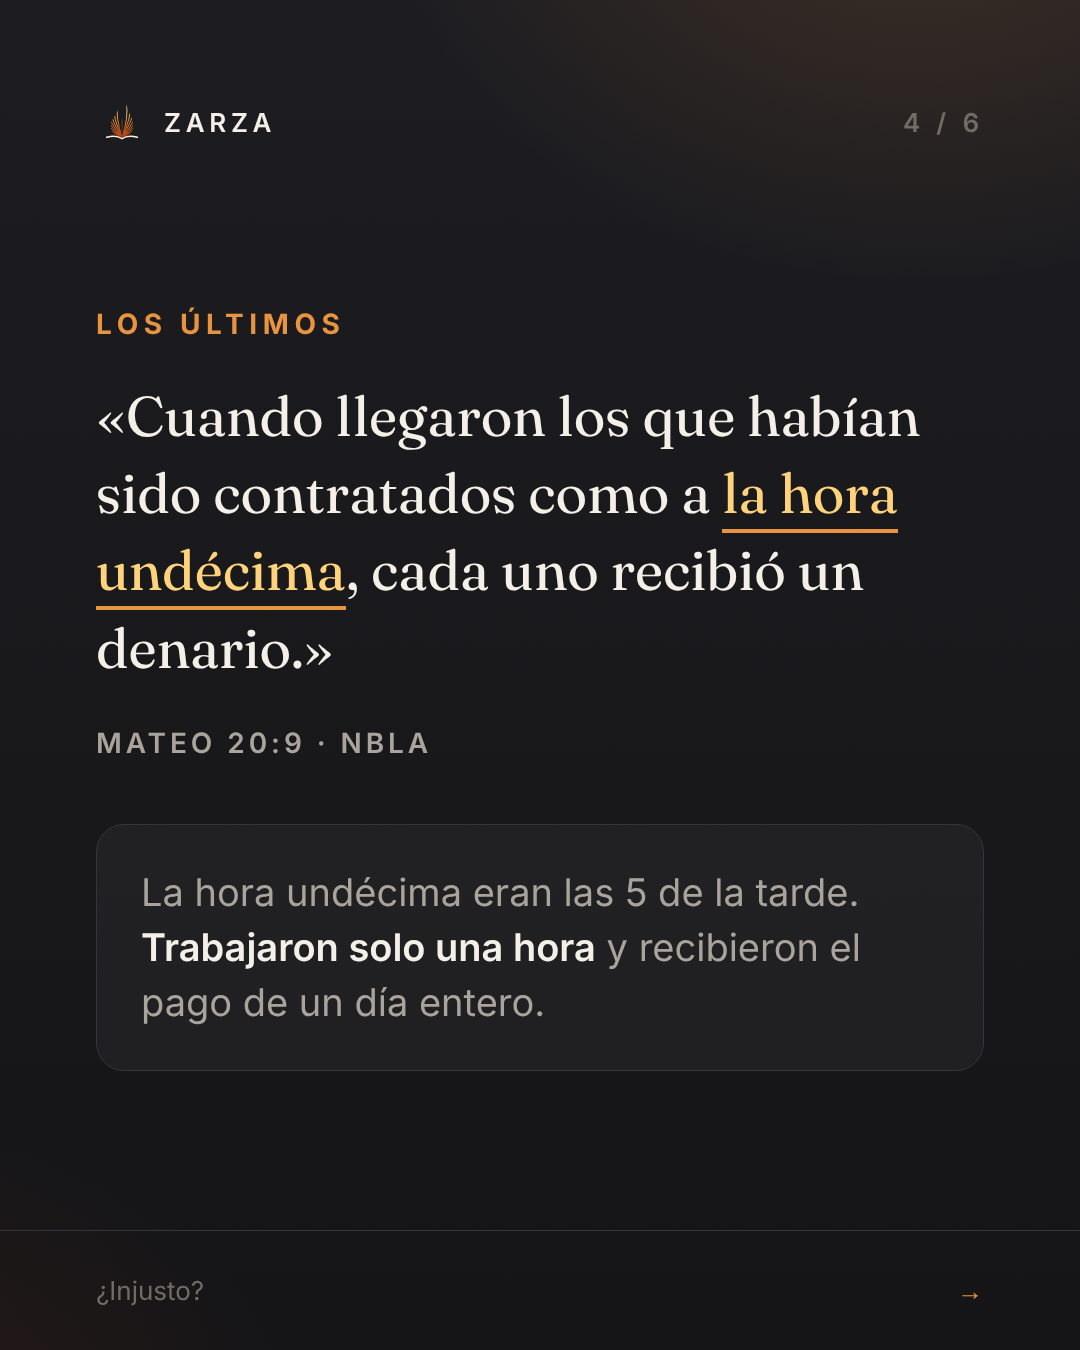 ZARZA
4 / 6
LOS ÚLTIMOS
«Cuando llegaron los que habían
sido contratados como a la hora
undécima, cada uno recibió un
denario.»
MATEO 20:9 · NBLA
La hora undécima eran las 5 de la tarde.
Trabajaron solo una hora y recibieron el
pago de un día entero.
¿Injusto? →